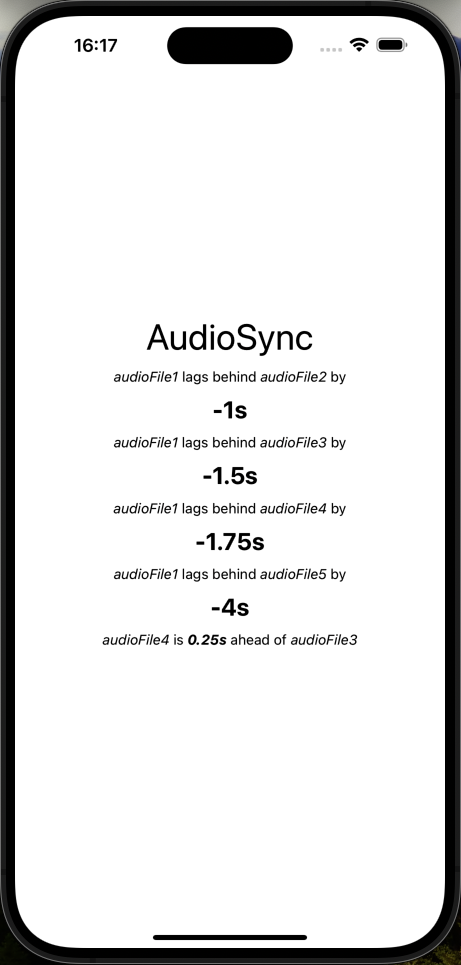 16:17
AudioSync
audioFile1 lags behind audioFile2 by
-1s
audioFile1 lags behind audioFile3 by
-1.5s
audioFile1 lags behind audioFile4 by
-1.75s
audioFile1 lags behind audioFile5 by
-4s
audioFile4 is 0.25s ahead of audioFile3